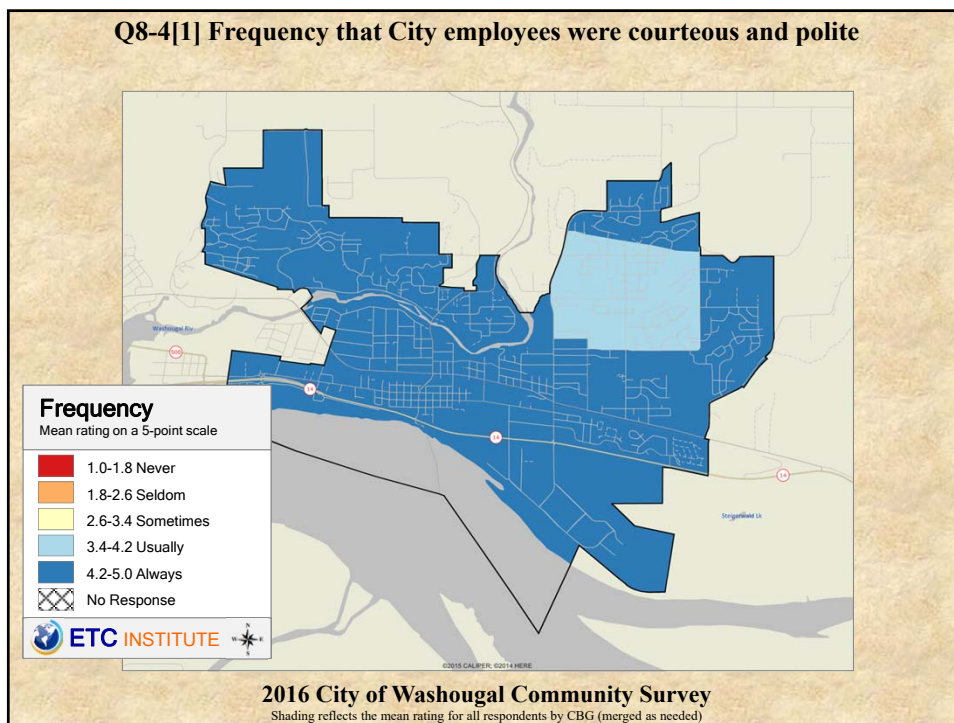 Q8-4[1] Frequency that City employees were courteous and polite
Washougal Riv
500
14
14
14
Steigerwald Lk
Frequency
Mean rating on a 5-point scale
1.0-1.8 Never
1.8-2.6 Seldom
2.6-3.4 Sometimes
3.4-4.2 Usually
4.2-5.0 Always
No Response
ETC INSTITUTE
N
W E
S
©2015 CALIPER; ©2014 HERE
2016 City of Washougal Community Survey
Shading reflects the mean rating for all respondents by CBG (merged as needed)